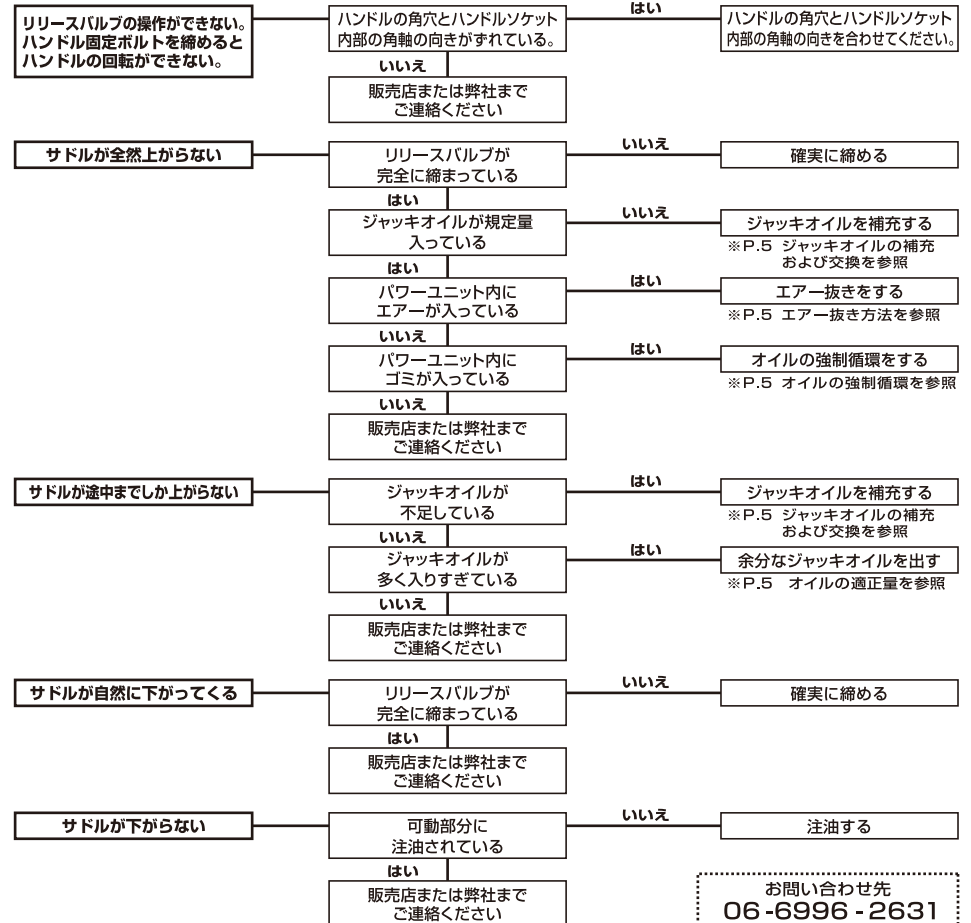 リリースバルブの操作ができない。
ハンドル固定ボルトを締めると
ハンドルの回転ができない。
ハンドルの角穴とハンドルソケット
内部の角軸の向きがずれている。
はい
ハンドルの角穴とハンドルソケット
内部の角軸の向きを合わせてください。
いいえ
販売店または弊社まで
ご連絡ください
サドルが全然上がらない
リリースバルブが
完全に締まっている
いいえ
確実に締める
はい
ジャッキオイルが規定量
入っている
いいえ
ジャッキオイルを補充する
※P.5 ジャッキオイルの補充
および交換を参照
はい
パワーユニット内に
エアーが入っている
はい
エアー抜きをする
※P.5 エアー抜き方法を参照
いいえ
パワーユニット内に
ゴミが入っている
はい
オイルの強制循環をする
※P.5 オイルの強制循環を参照
いいえ
販売店または弊社まで
ご連絡ください
サドルが途中までしか上がらない
ジャッキオイルが
不足している
はい
ジャッキオイルを補充する
※P.5 ジャッキオイルの補充
および交換を参照
いいえ
ジャッキオイルが
多く入りすぎている
はい
余分なジャッキオイルを出す
※P.5 オイルの適正量を参照
いいえ
販売店または弊社まで
ご連絡ください
サドルが自然に下がってくる
リリースバルブが
完全に締まっている
いいえ
確実に締める
はい
販売店または弊社まで
ご連絡ください
サドルが下がらない
可動部分に
注油されている
いいえ
注油する
はい
販売店または弊社まで
ご連絡ください
お問い合わせ先
06-6996-2631